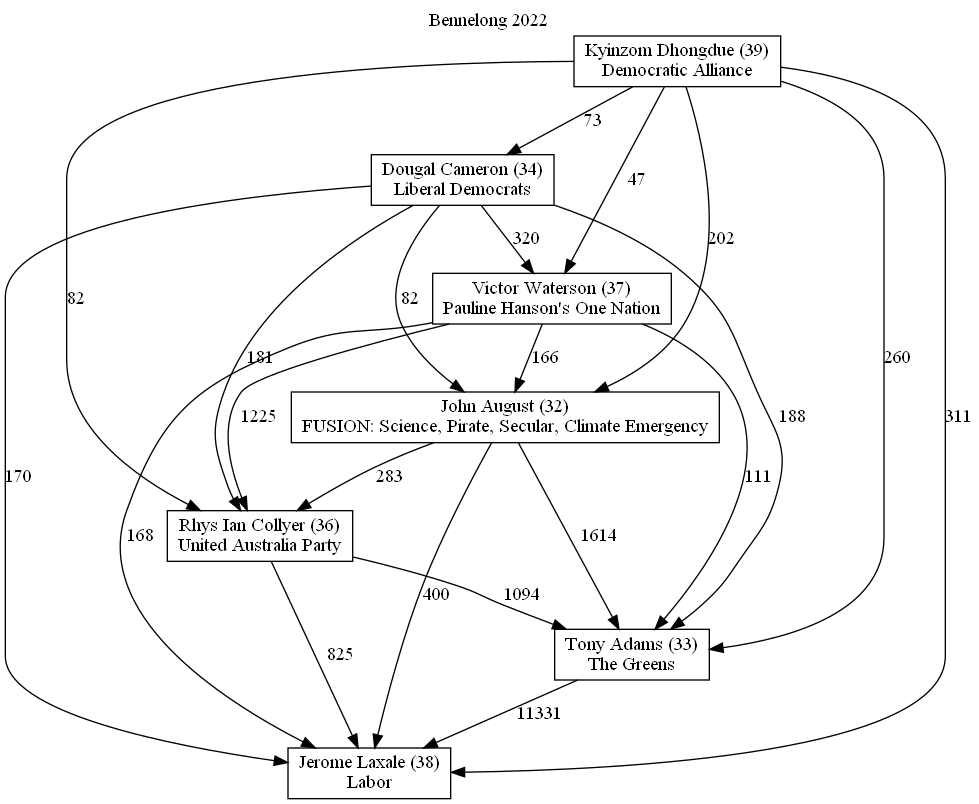 Bennelong 2022
Kyinzom Dhongdue (39)
Democratic Alliance
73
Dougal Cameron (34)
Liberal Democrats
47
320
202
82
82
Victor Waterson (37)
Pauline Hanson's One Nation
181
166
260
1225
John August (32)
FUSION: Science, Pirate, Secular, Climate Emergency
188
311
170
283
111
Rhys Ian Collyer (36)
United Australia Party
168
1614
400
1094
Tony Adams (33)
The Greens
825
11331
Jerome Laxale (38)
Labor